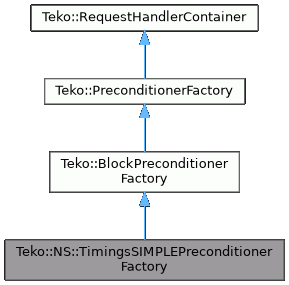 Teko::RequestHandlerContainer
Teko::PreconditionerFactory
Teko::BlockPreconditioner
Factory
Teko::NS::TimingsSIMPLEPreconditioner
Factory